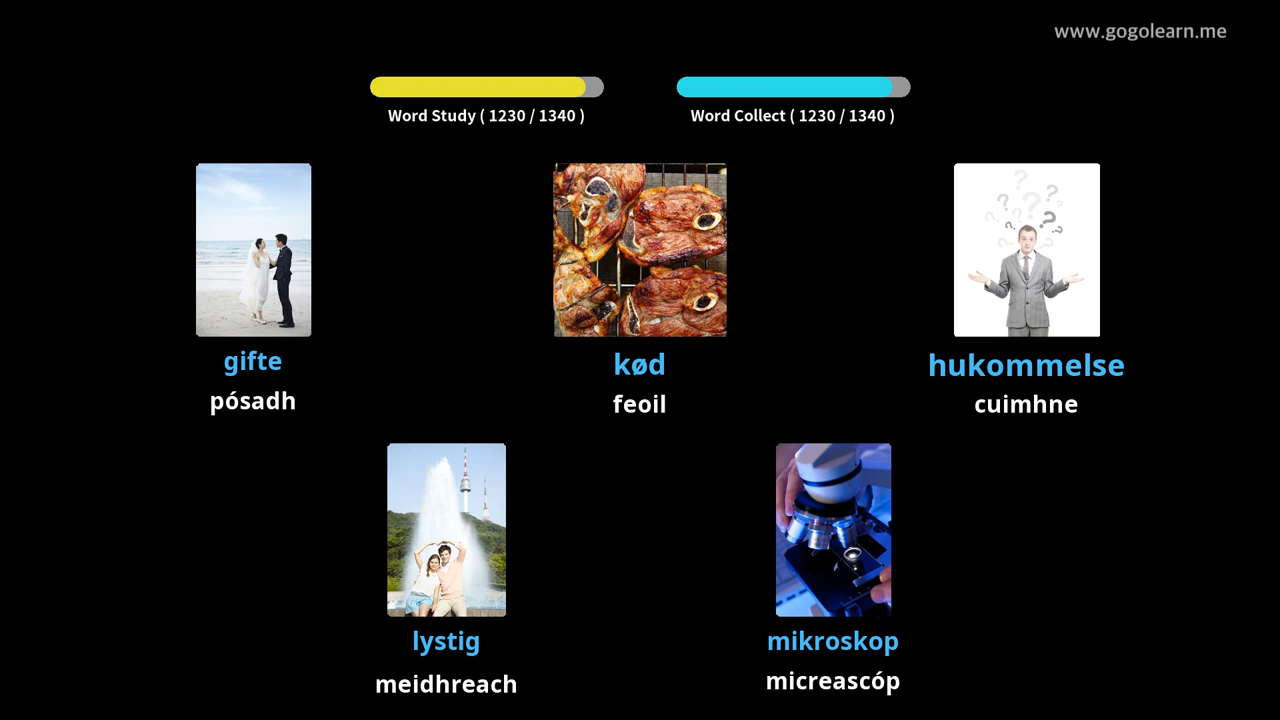 www.gogolearn.me
Word Study ( 1230 / 1340 )
Word Collect ( 1230 / 1340 )
gifte
kød
hukommelse
pósadh
feoil
cuimhne
lystig
mikroskop
meidhreach
micreascóp